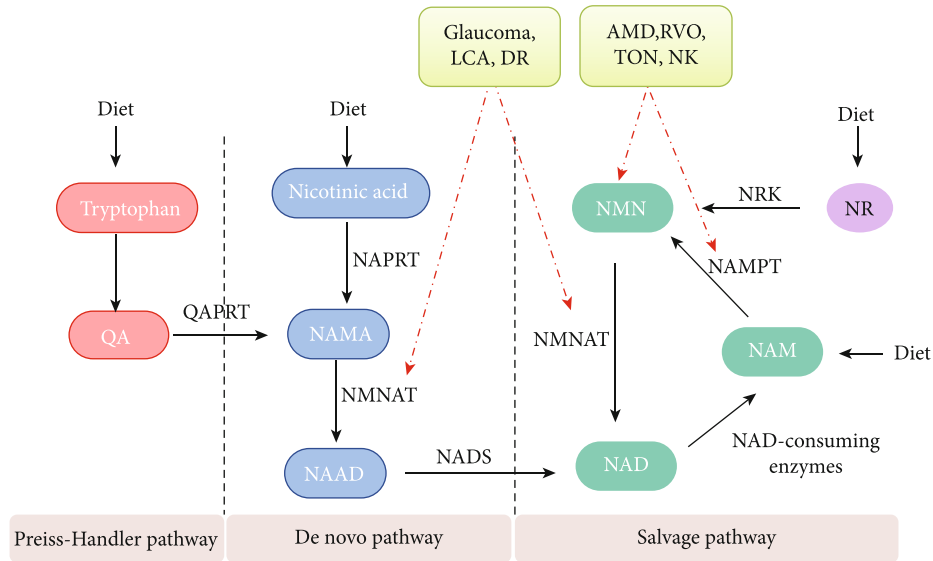 Glaucoma,
LCA, DR
AMD,RVO,
TON, NK
Diet
Diet
Diet
Tryptophan
Nicotinic acid
NMN
NRK
NR
NAPRT
NAMPT
QAPRT
QA
NAMA
NMNAT
NAM
Diet
NMNAT
NAAD
NADS
NAD
NAD-consuming
enzymes
Preiss-Handler pathway
De novo pathway
Salvage pathway